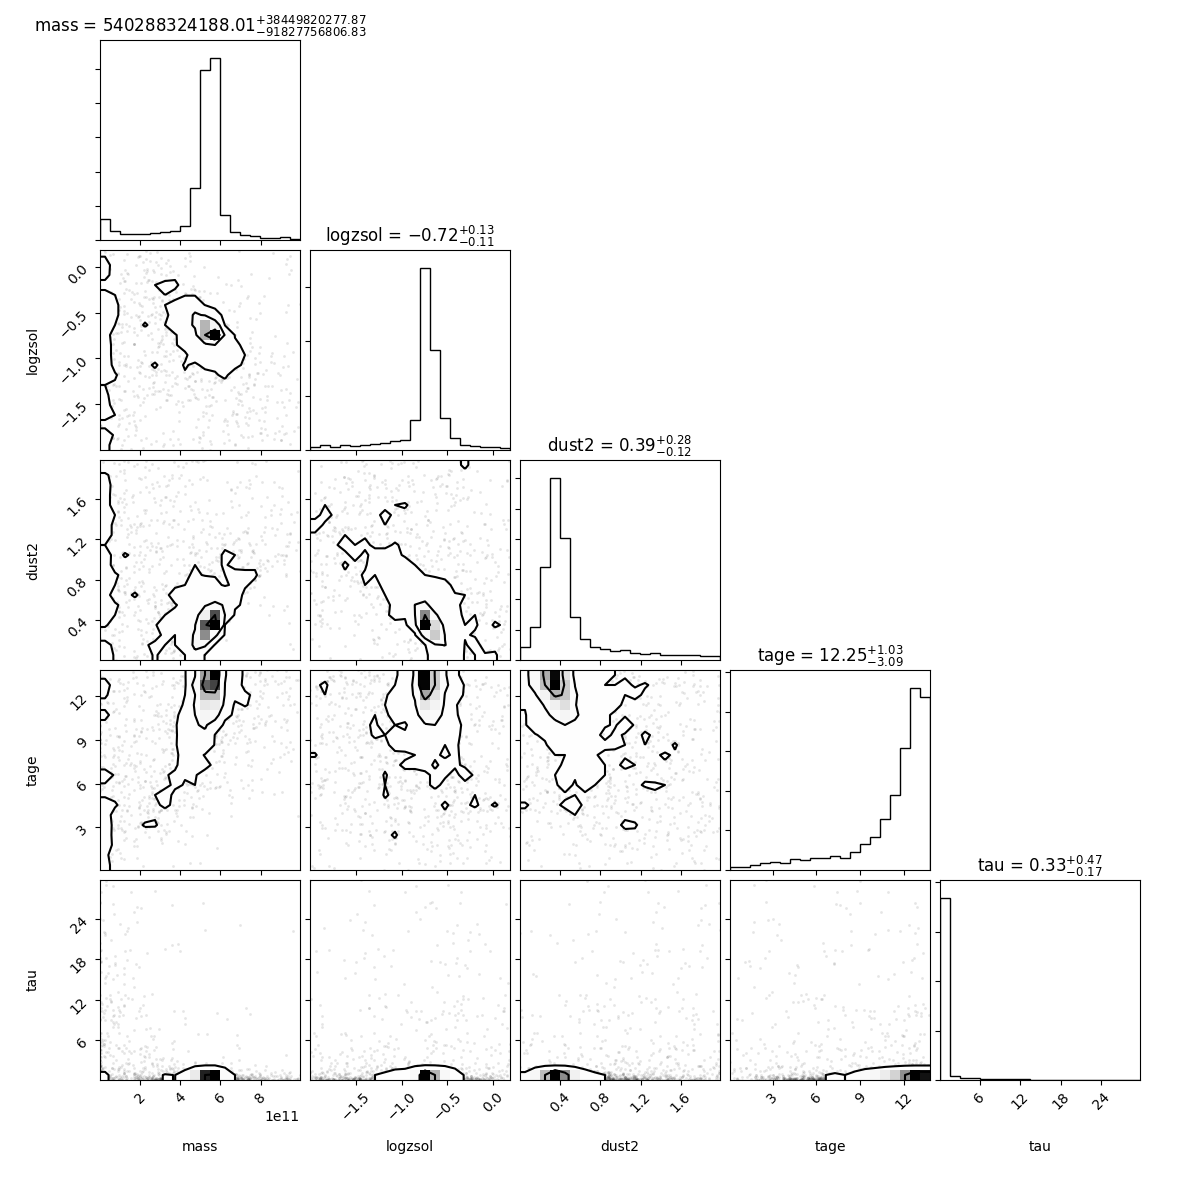 mass = 540288324188.01+38449820277.87−91827756806.83
logzsol = −0.72+0.13−0.11
logzsol
0.0
−0.5
−1.0
−1.5
dust2 = 0.39+0.28−0.12
dust2
1.6
1.2
0.8
0.4
tage = 12.25+1.03−3.09
tage
12
9
6
3
tau = 0.33+0.47−0.17
tau
24
18
12
6
2 4 6 8
1e11
mass
−1.5 −1.0 −0.5 0.0
logzsol
0.4 0.8 1.2 1.6
dust2
3 6 9 12
tage
6 12 18 24
tau